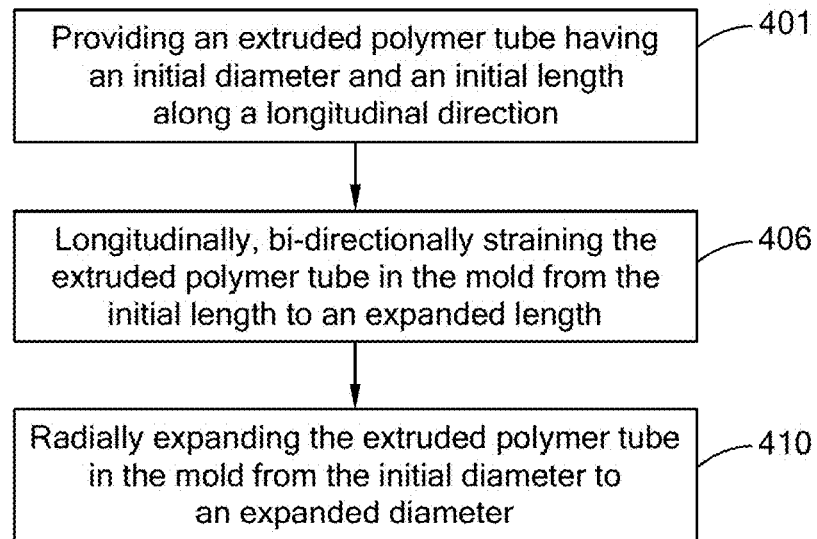 Providing an extruded polymer tube having
an initial diameter and an initial length
along a longitudinal direction
401
Longitudinally, bi-directionally straining the
extruded polymer tube in the mold from the
initial length to an expanded length
406
Radially expanding the extruded polymer tube
in the mold from the initial diameter to
an expanded diameter
410